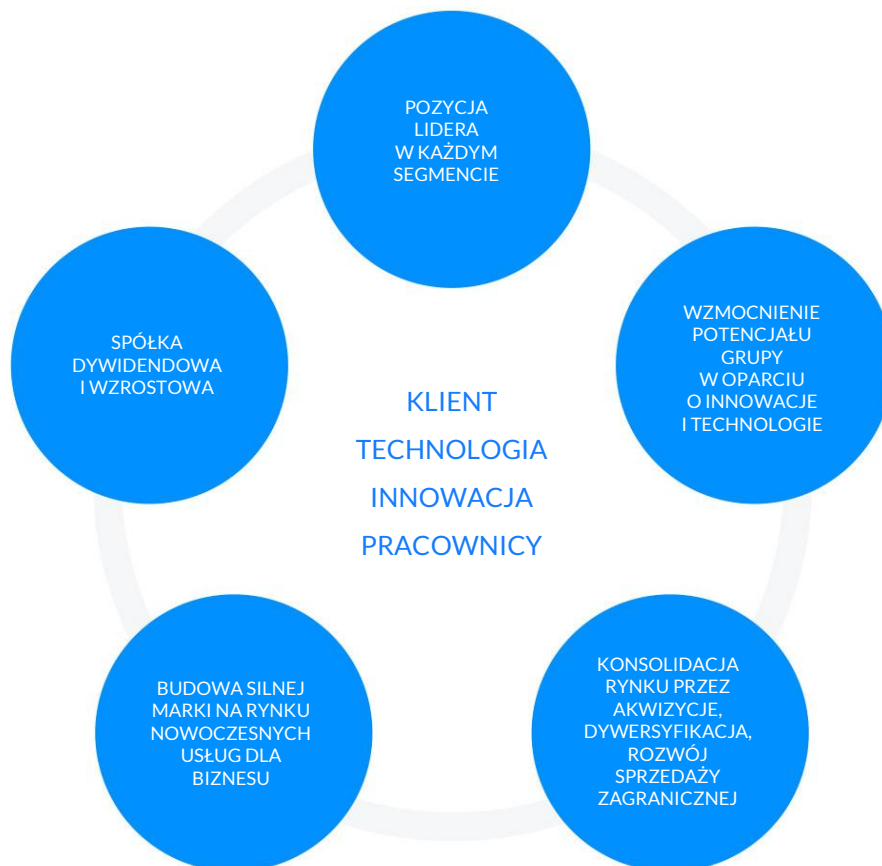 POZYCJA
LIDERA
W KAŻDYM
SEGMENCIE
WZMOCNIENIE
POTENCJAŁU
GRUPY
W OPARCIU
O INNOWACJE
I TECHNOLOGIE
SPÓŁKA
DYWIDENDOWA
I WZROSTOWA
KLIENT
TECHNOLOGIA
INNOWACJA
PRACOWNICY
KONSOLIDACJA
RYNKU PRZEZ
AKWIZYCJE,
DYWERSYFIKACJA,
ROZWÓJ
SPRZEDAŻY
ZAGRANICZNEJ
BUDOWA SILNEJ
MARKI NA RYNKU
NOWOCZESNYCH
USŁUG DLA
BIZNESU